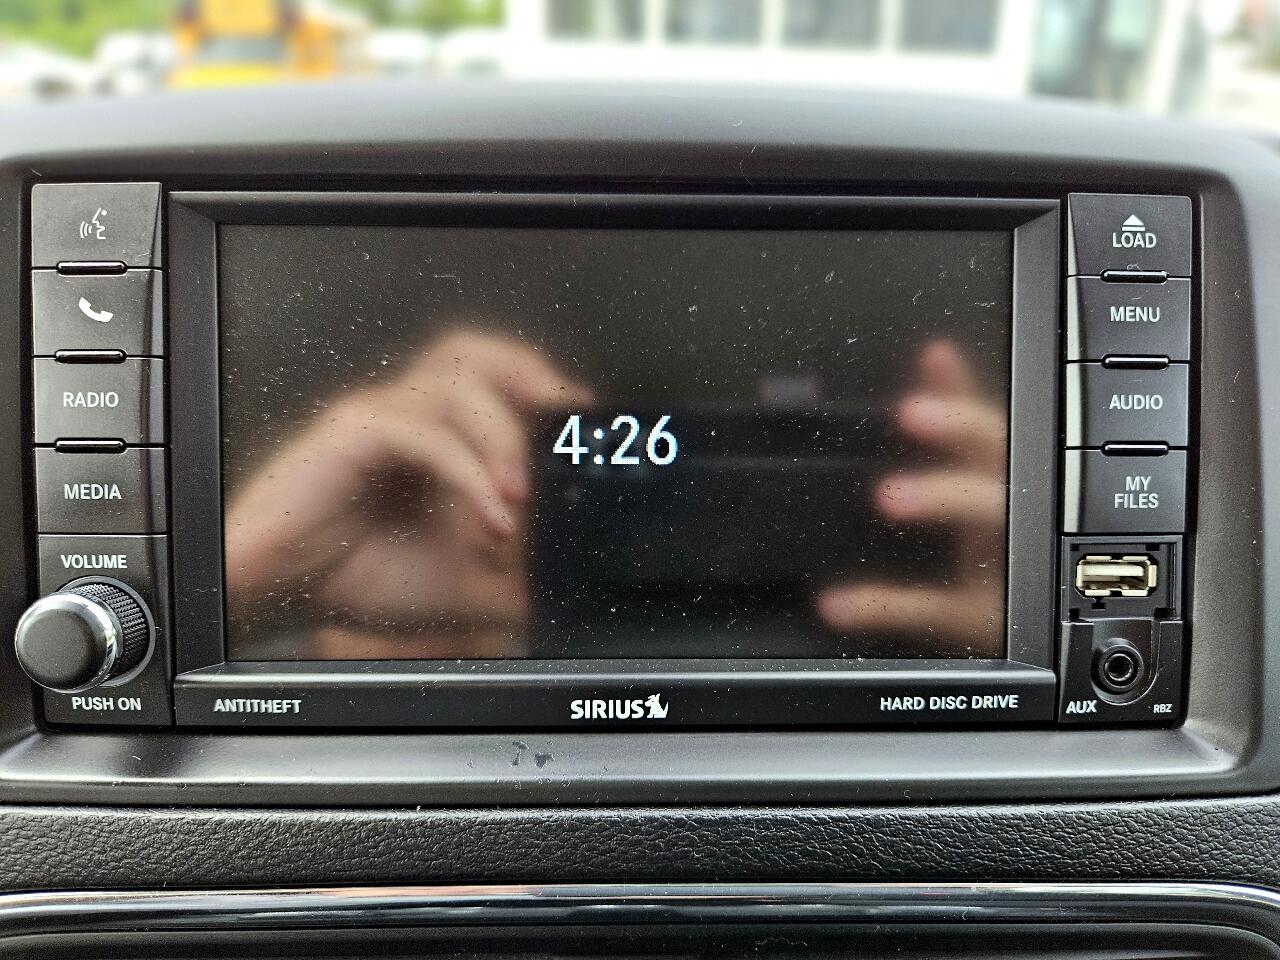 LOAD
MENU
RADIO
AUDIO
4:26
MEDIA
MY
FILES
VOLUME
PUSH ON
ANTITHEFT
SIRIUS
HARD DISC DRIVE
AUX
RBZ